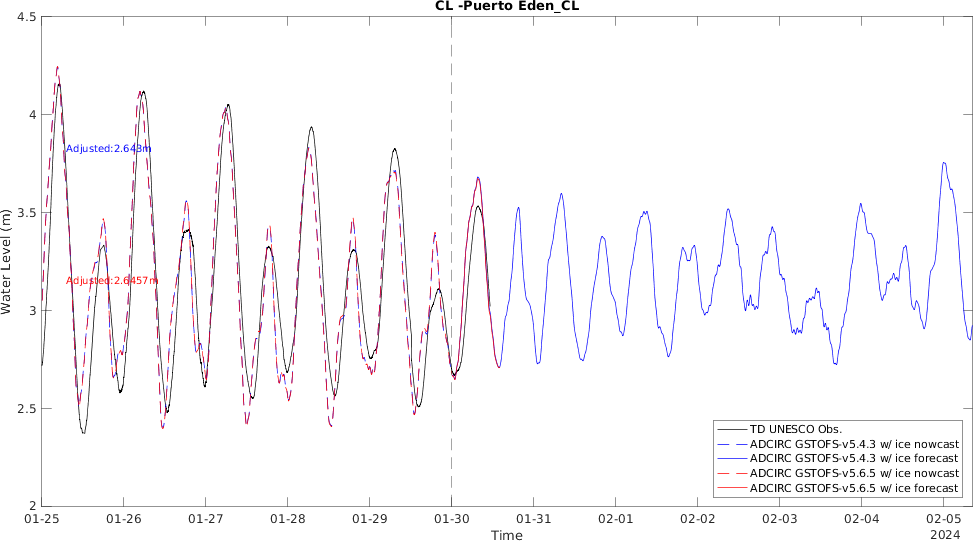 CL -Puerto Eden_CL
4.5
4
3.5
3
2.5
2
Water Level (m)
Adjusted:2.643m
Adjusted:2.6457m
TD UNESCO Obs.
ADCIRC GSTOFS-v5.4.3 w/ ice nowcast
ADCIRC GSTOFS-v5.4.3 w/ ice forecast
ADCIRC GSTOFS-v5.6.5 w/ ice nowcast
ADCIRC GSTOFS-v5.6.5 w/ ice forecast
01-25 01-26 01-27 01-28 01-29 01-30 01-31 02-01 02-02 02-03 02-04 02-05
2024
Time